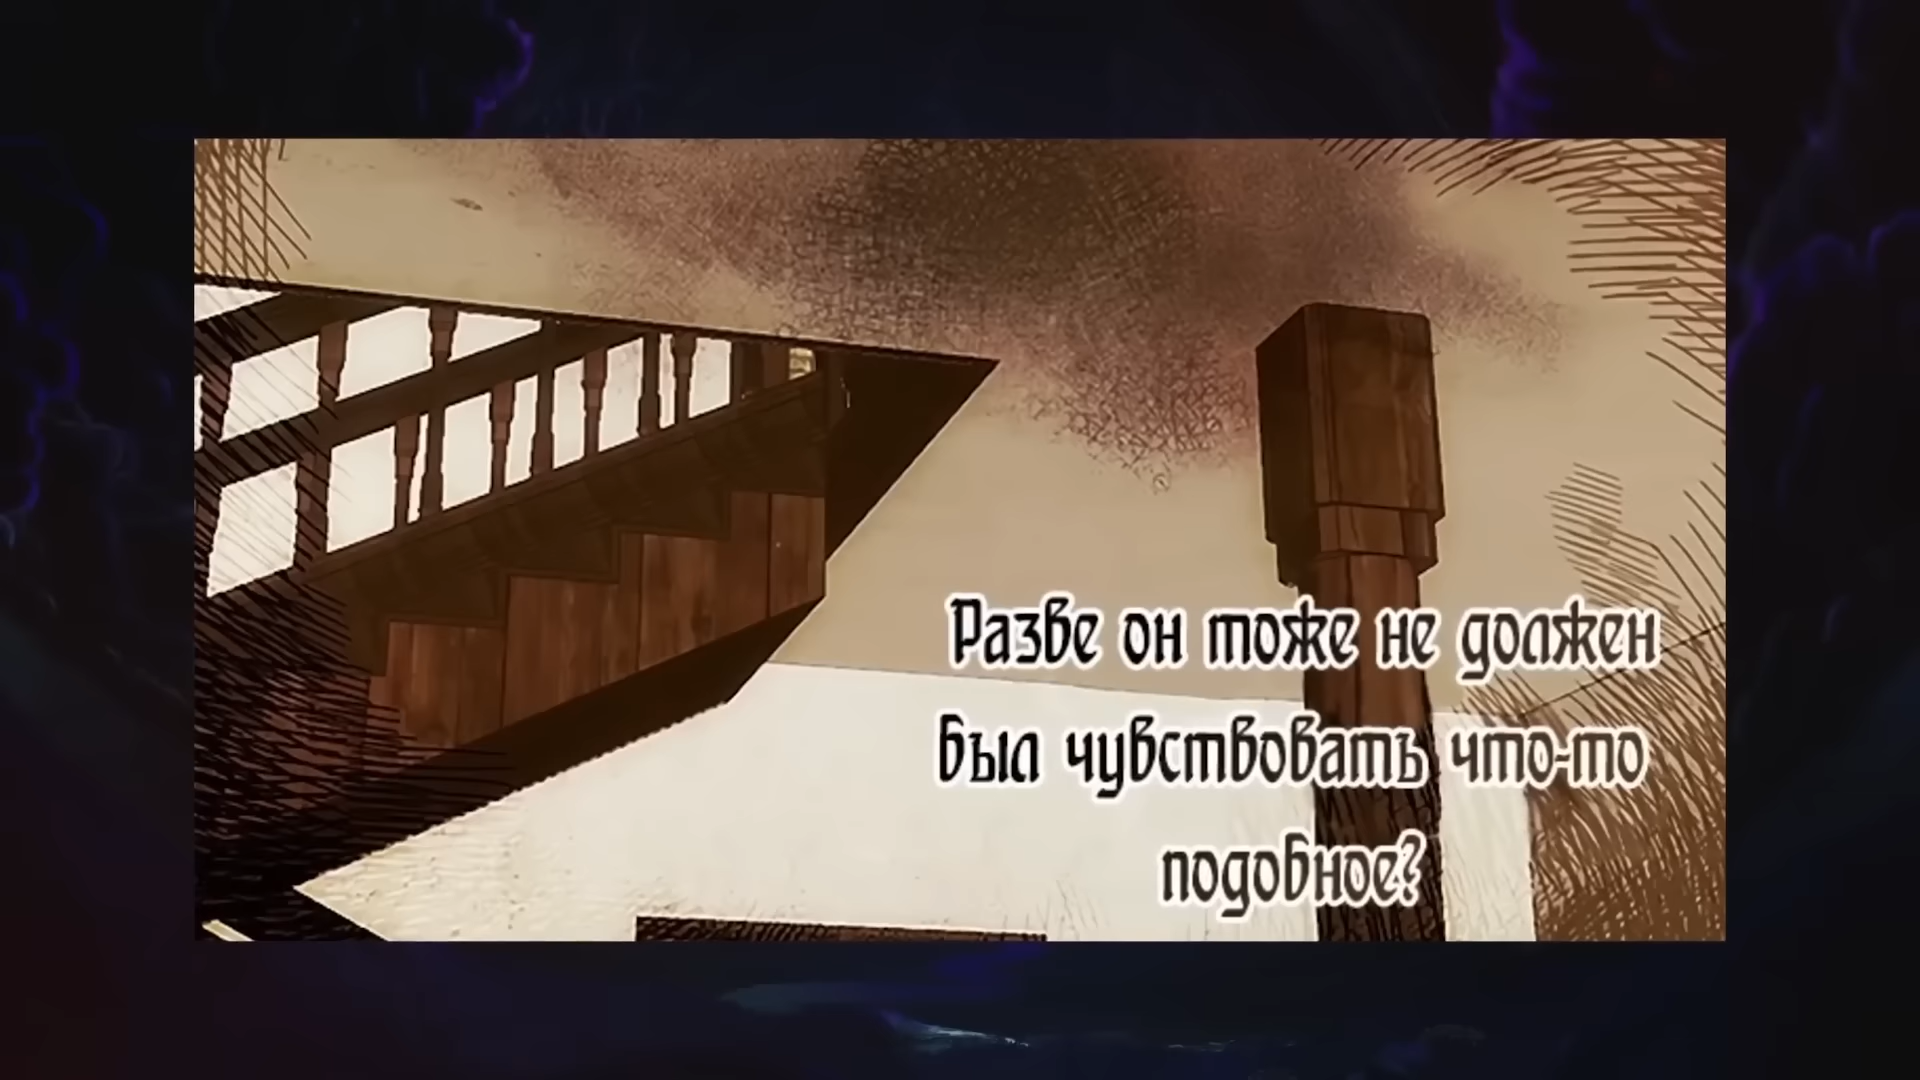 Разве он тоже не должен
был чувствовать что-то
подобное?